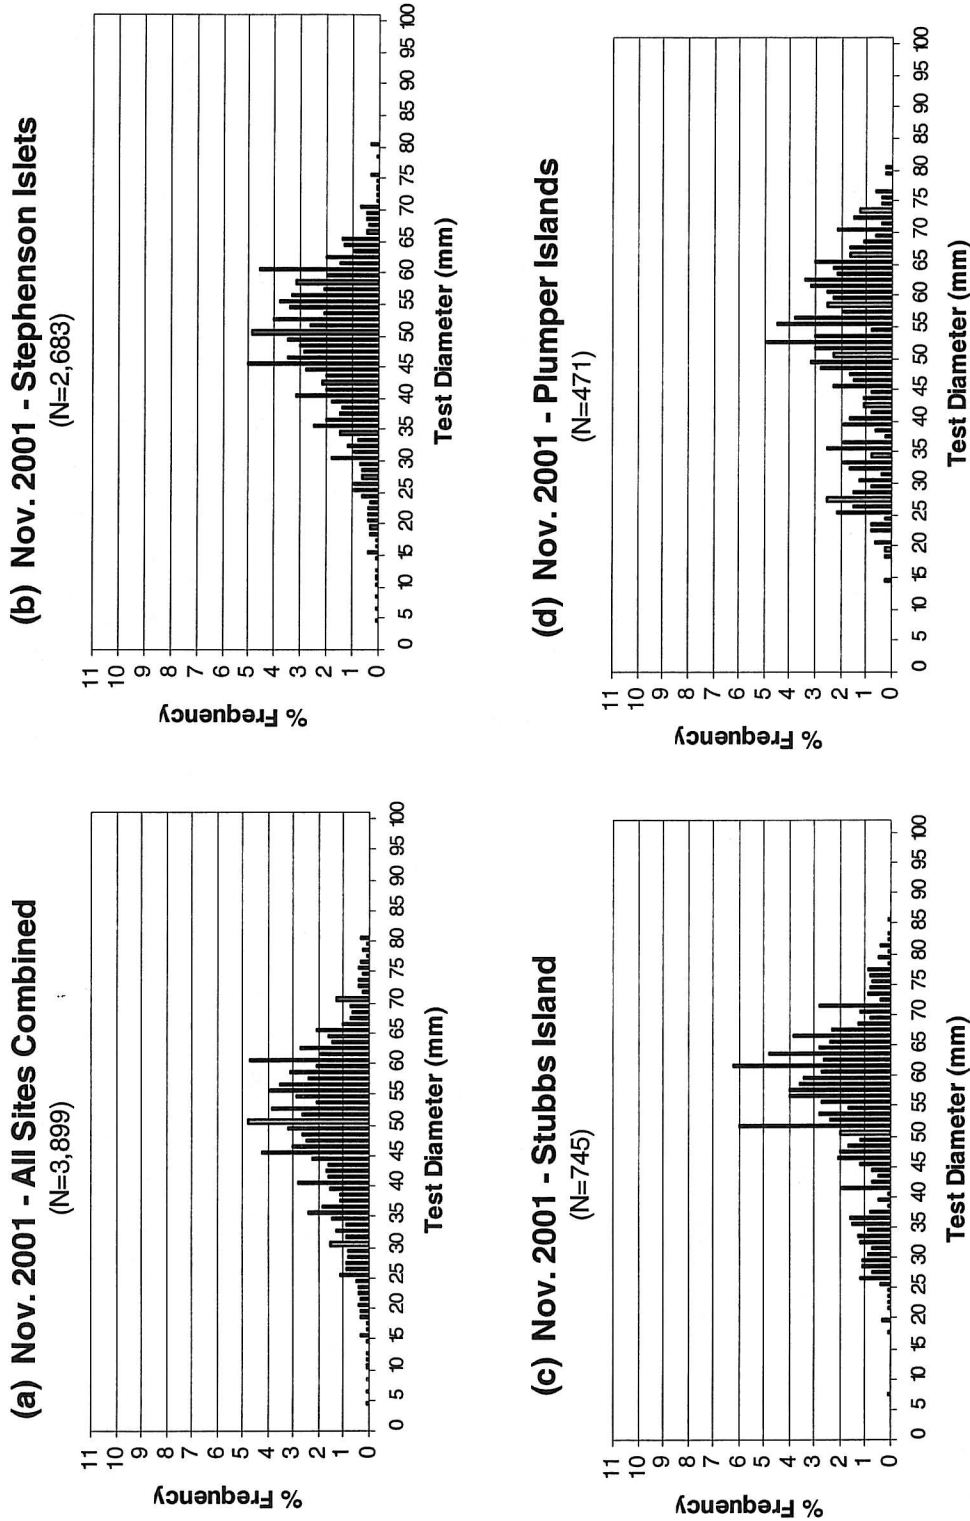 (a) Nov. 2001 - All Sites Combined
(N=3,899)
% Frequency
11
10
9
8
7
6
5
4
3
2
1
0
0 5 10 15 20 25 30 35 40 45 50 55 60 65 70 75 80 85 90 95 100
Test Diameter (mm)
(b) Nov. 2001 - Stephenson Islets
(N=2,683)
% Frequency
11
10
9
8
7
6
5
4
3
2
1
0
0 5 10 15 20 25 30 35 40 45 50 55 60 65 70 75 80 85 90 95 100
Test Diameter (mm)
(c) Nov. 2001 - Stubbs Island
(N=745)
% Frequency
11
10
9
8
7
6
5
4
3
2
1
0
0 5 10 15 20 25 30 35 40 45 50 55 60 65 70 75 80 85 90 95 100
Test Diameter (mm)
(d) Nov. 2001 - Plumper Islands
(N=471)
% Frequency
11
10
9
8
7
6
5
4
3
2
1
0
0 5 10 15 20 25 30 35 40 45 50 55 60 65 70 75 80 85 90 95 100
Test Diameter (mm)